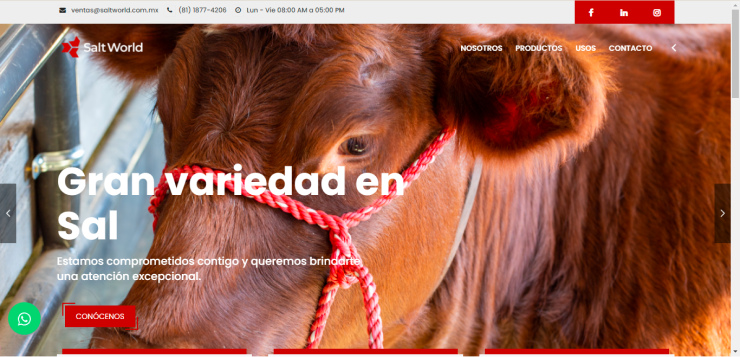 ventas@saltworld.com.mx (81) 1877-4206 Lun - Vie 08:00 AM a 05:00 PM
Salt World
NOSOTROS PRODUCTOS USOS CONTACTO
Gran variedad en
Sal
Estamos comprometidos contigo y queremos brindarte
una atención excepcional.
CONÓCENOS